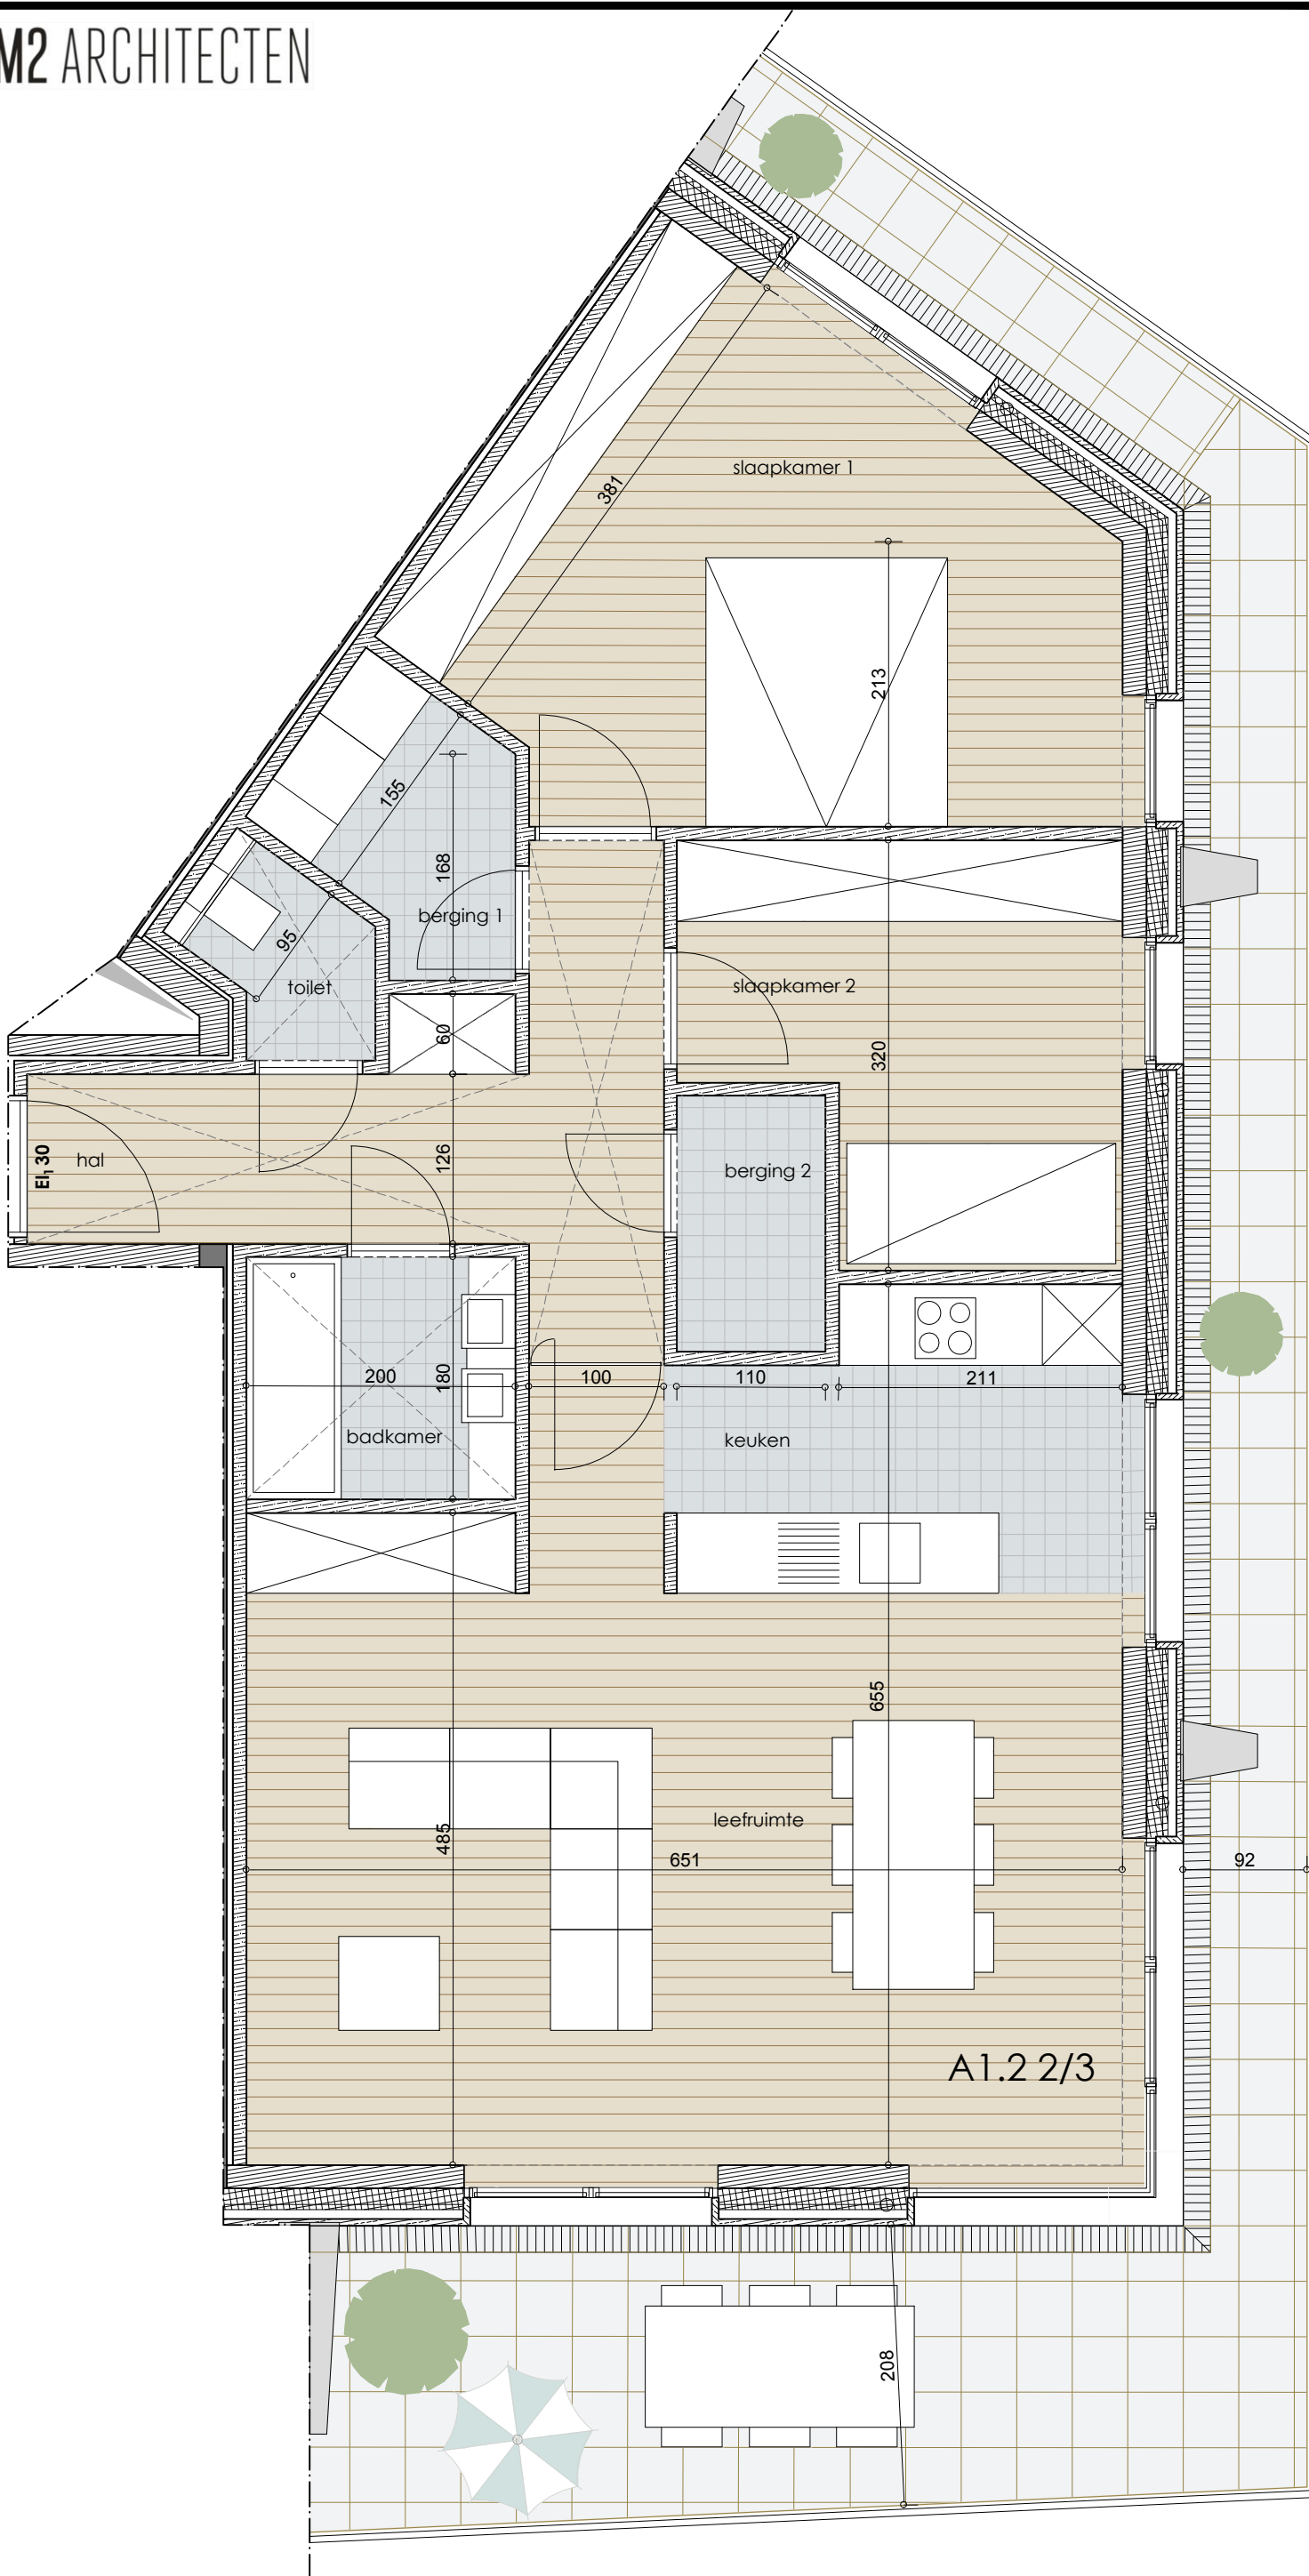 M2 ARCHITECTEN
slaapkamer 1
381
213
155
168
berging 1
95
toilet
slaapkamer 2
60
320
EI₁ 30
hal
126
berging 2
200
180
100
110
211
badkamer
keuken
655
leefruimte
485
651
92
A1.2 2/3
208